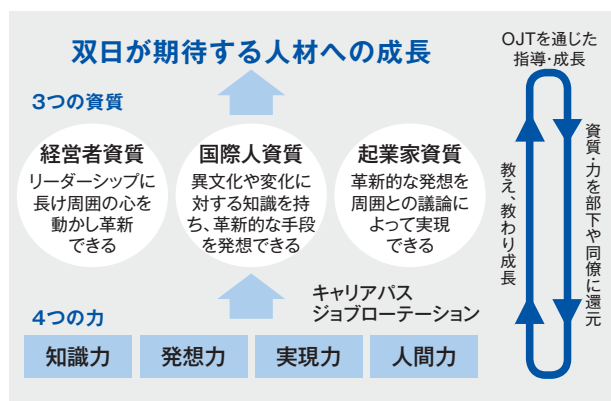 双日が期待する人材への成長
3つの資質
経営者資質
リーダーシップに
長け周囲の心を
動かし革新
できる
国際人資質
異文化や変化に
対する知識を持
ち、革新的な手段
を発想できる
起業家資質
革新的な発想を
周囲との議論に
よって実現
できる
キャリアパス
ジョブローテーション
4つの力
知識力
発想力
実現力
人間力
OJTを通じた
指導・成長
教え、教わり成長
資質・力を部下や同僚に還元